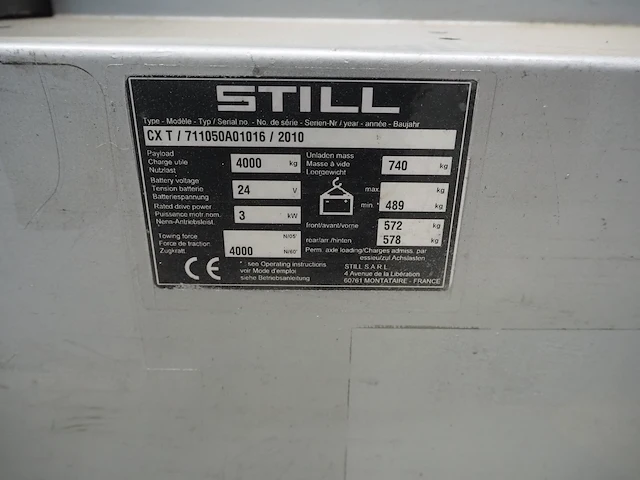 STILL
Type - Modèle - Typ / Serial no. - No. de série - Serien-Nr / year - année - Baujahr
CX T / 711050A01016 / 2010
Payload
Charge utile
Nutzlast
4000 kg
Unladen mass
Masse à vide
Leergewicht
740 kg
Battery voltage
Tension batterie
Batteriespannung
24 V
max. kg
min. 489 kg
Rated drive power
Puissance motr. nom.
Nenn-Antriebsleist.
3 kW
front/avant/vorne 572 kg
rear/arr./hinten 578 kg
Towing force
Force de traction
Zugkraft
N/05'
4000 N/60'
Perm. axle loading/Charges admiss. par
essieu/zul Achslasten
CE
* see Operating instructions
voir Mode d'emploi
siehe Betriebsanleitung
STILL S.A.R.L.
4 Avenue de la Libération
60761 MONTATAIRE - FRANCE